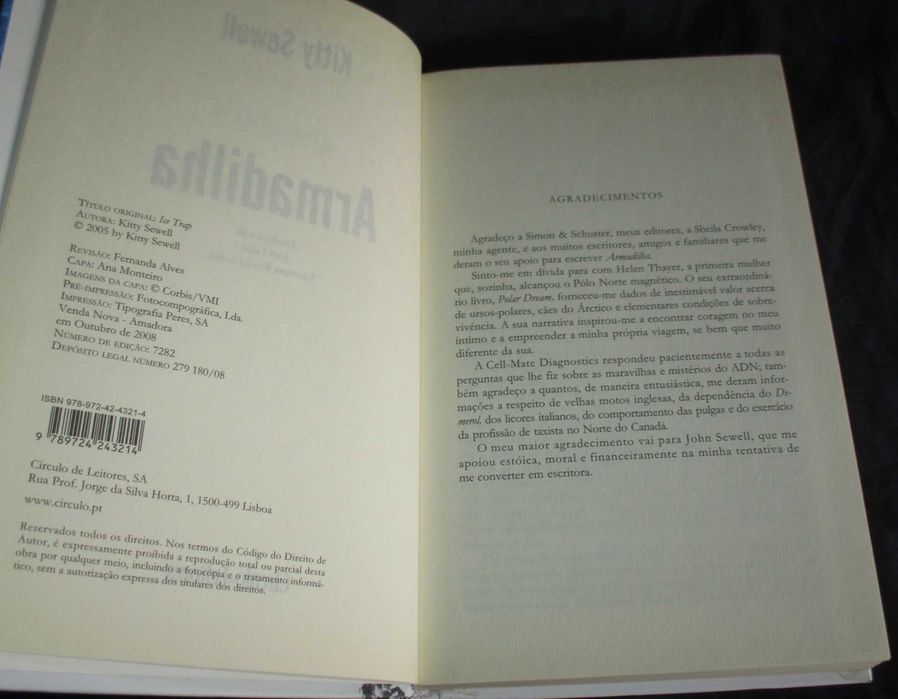 Kitty Sewell
Armadilha
TÍTULO ORIGINAL: Ice Trap
AUTORA: Kitty Sewell
© 2005 by Kitty Sewell
REVISÃO: Fernanda Alves
CAPA: Ana Monteiro
IMAGENS DA CAPA: © Corbis/VMI
PRÉ-IMPRESSÃO: Fotocompográfica, Lda.
IMPRESSÃO: Tipografia Peres, SA
Venda Nova - Amadora
em Outubro de 2008
NÚMERO DE EDIÇÃO: 7282
DEPÓSITO LEGAL NÚMERO 279 180/08
ISBN 978-972-42-4321-4
9 789724 243214
Círculo de Leitores, SA
Rua Prof. Jorge da Silva Horta, 1, 1500-499 Lisboa
www.circulo.pt
Reservados todos os direitos. Nos termos do Código do Direito de
Autor, é expressamente proibida a reprodução total ou parcial desta
obra por qualquer meio, incluindo a fotocópia e o tratamento informá-
tico, sem a autorização expressa dos titulares dos direitos.
AGRADECIMENTOS
Agradeço a Simon & Schuster, meus editores, a Sheila Crowley,
minha agente, e aos muitos escritores, amigos e familiares que me
deram o seu apoio para escrever Armadilha.
Sinto-me em dívida para com Helen Thayer, a primeira mulher
que, sozinha, alcançou o Pólo Norte magnético. O seu extraordiná-
rio livro, Polar Dream, forneceu-me dados de inestimável valor acerca
de ursos-polares, cães do Árctico e elementares condições de sobre-
vivência. A sua narrativa inspirou-me a encontrar coragem no meu
íntimo e a empreender a minha própria viagem, se bem que muito
diferente da sua.
A Cell-Mate Diagnostics respondeu pacientemente a todas as
perguntas que lhe fiz sobre as maravilhas e mistérios do ADN; tam-
bém agradeço a quantos, de maneira entusiástica, me deram infor-
mações a respeito de velhas motos inglesas, da dependência do De-
merol, dos licores italianos, do comportamento das pulgas e do exercício
da profissão de taxista no Norte do Canadá.
O meu maior agradecimento vai para John Sewell, que me
apoiou estóica, moral e financeiramente na minha tentativa de
me converter em escritora.